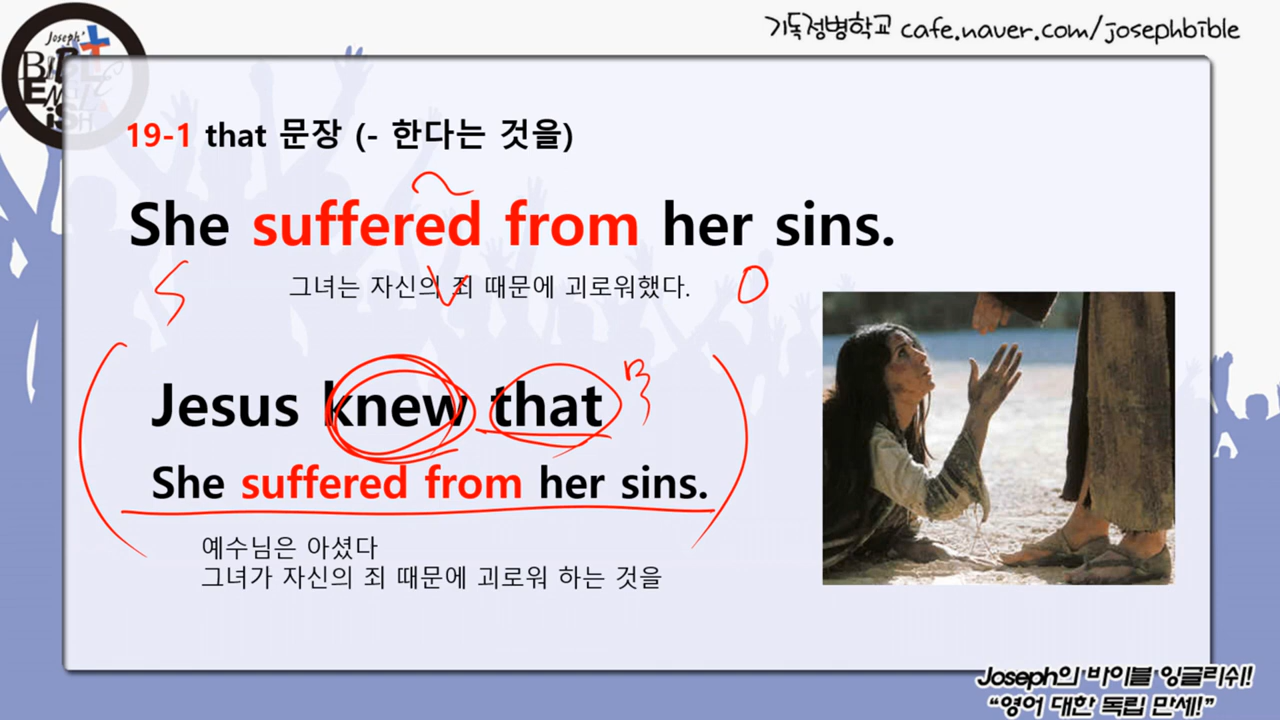 Joseph'
BIBLE
ENGLISH
기독정병학교 cafe.naver.com/josephbible
19-1 that 문장 (- 한다는 것을)
She suffered from her sins.
S V O
그녀는 자신의 죄 때문에 괴로워했다.
Jesus knew that
She suffered from her sins.
예수님은 아셨다
그녀가 자신의 죄 때문에 괴로워 하는 것을
Joseph의 바이블 잉글리쉬!
“영어 대한 독립 만세!”